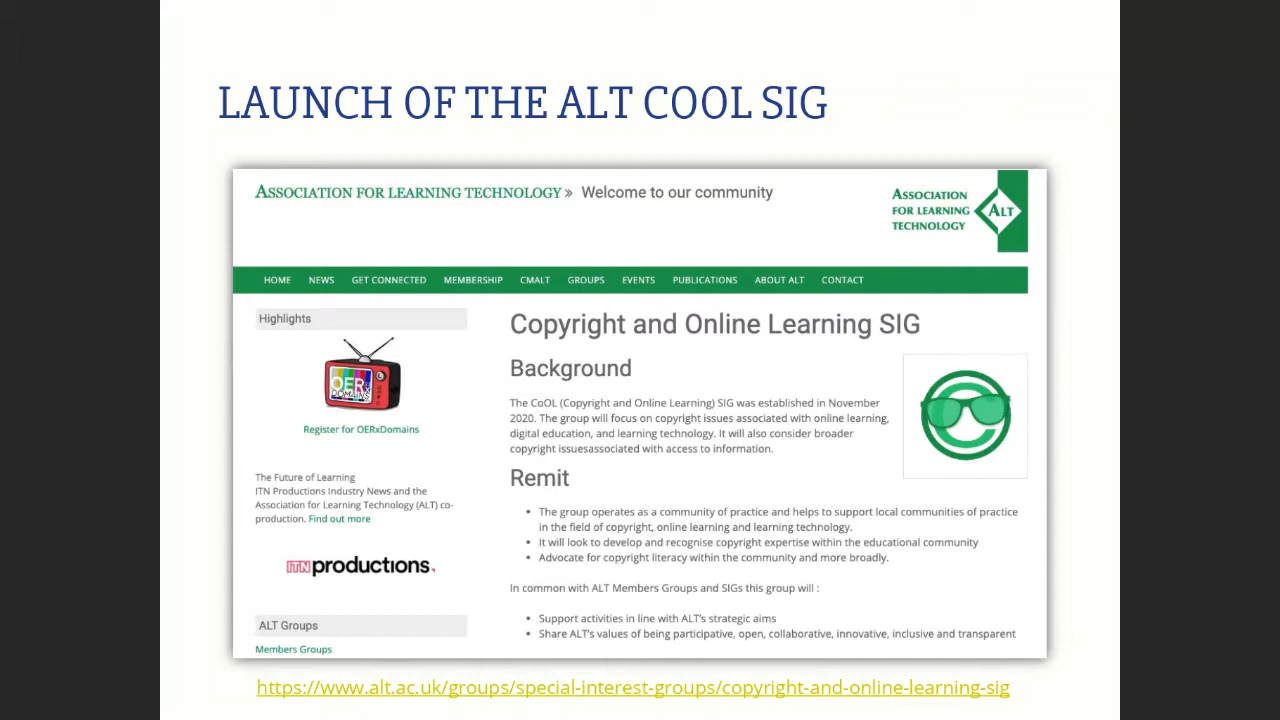 LAUNCH OF THE ALT COOL SIG
ASSOCIATION FOR LEARNING TECHNOLOGY » Welcome to our community
ASSOCIATION
FOR LEARNING
TECHNOLOGY
ALT
HOME NEWS GET CONNECTED MEMBERSHIP CMALT GROUPS EVENTS PUBLICATIONS ABOUT ALT CONTACT
Highlights
OER
DOMAINS
Register for OERxDomains
The Future of Learning
ITN Productions Industry News and the
Association for Learning Technology (ALT) co-
production. Find out more
ITN productions.
ALT Groups
Members Groups
Copyright and Online Learning SIG
Background
The CoOL (Copyright and Online Learning) SIG was established in November
2020. The group will focus on copyright issues associated with online learning,
digital education, and learning technology. It will also consider broader
copyright issuesassociated with access to information.
Remit
• The group operates as a community of practice and helps to support local communities of practice
in the field of copyright, online learning and learning technology.
• It will look to develop and recognise copyright expertise within the educational community
• Advocate for copyright literacy within the community and more broadly.
In common with ALT Members Groups and SIGs this group will :
• Support activities in line with ALT's strategic aims
• Share ALT's values of being participative, open, collaborative, innovative, inclusive and transparent
https://www.alt.ac.uk/groups/special-interest-groups/copyright-and-online-learning-sig